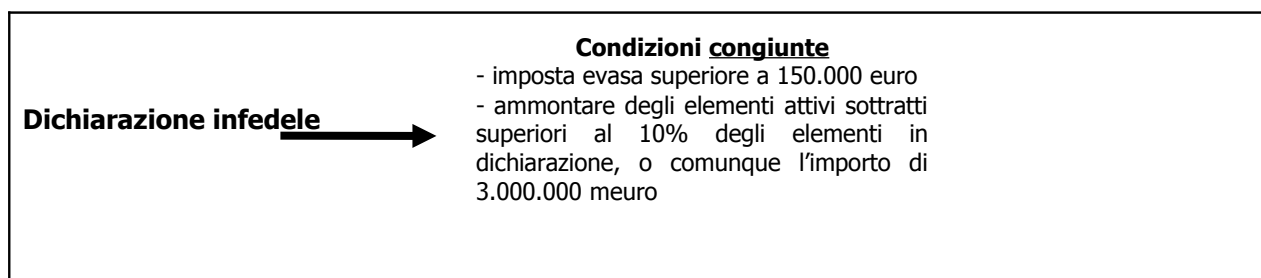 Condizioni congiunte
- imposta evasa superiore a 150.000 euro
- ammontare degli elementi attivi sottratti
Dichiarazione infedele
superiori al 10% degli elementi in
dichiarazione, o comunque l’importo di
3.000.000 meuro